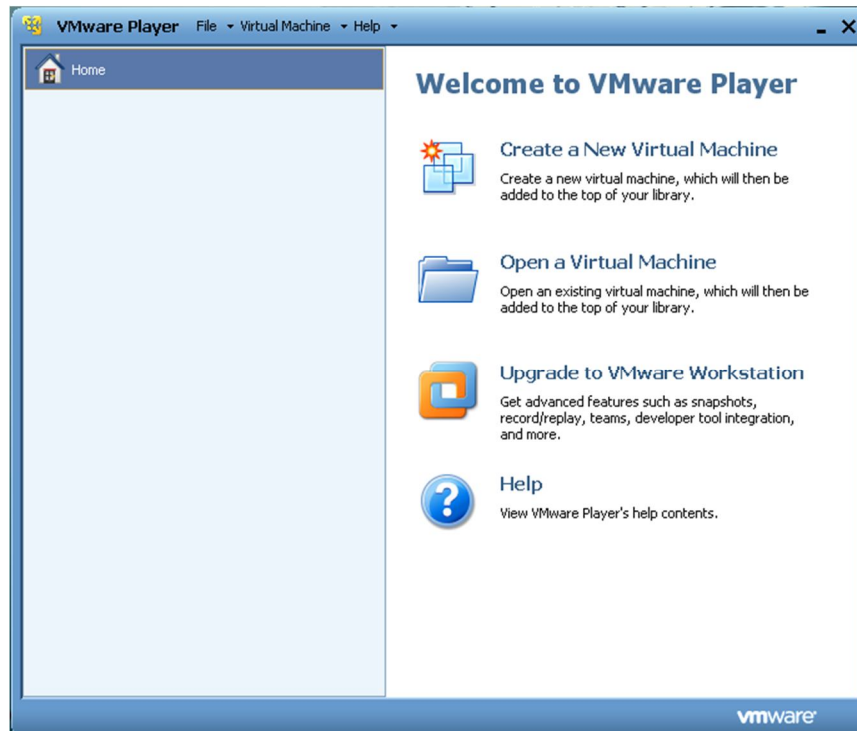 VMware Player File Virtual Machine Help
Home
Welcome to VMware Player
Create a New Virtual Machine
Create a new virtual machine, which will then be
added to the top of your library.
Open a Virtual Machine
Open an existing virtual machine, which will then be
added to the top of your library.
Upgrade to VMware Workstation
Get advanced features such as snapshots,
record/replay, teams, developer tool integration,
and more.
Help
View VMware Player's help contents.
vmware